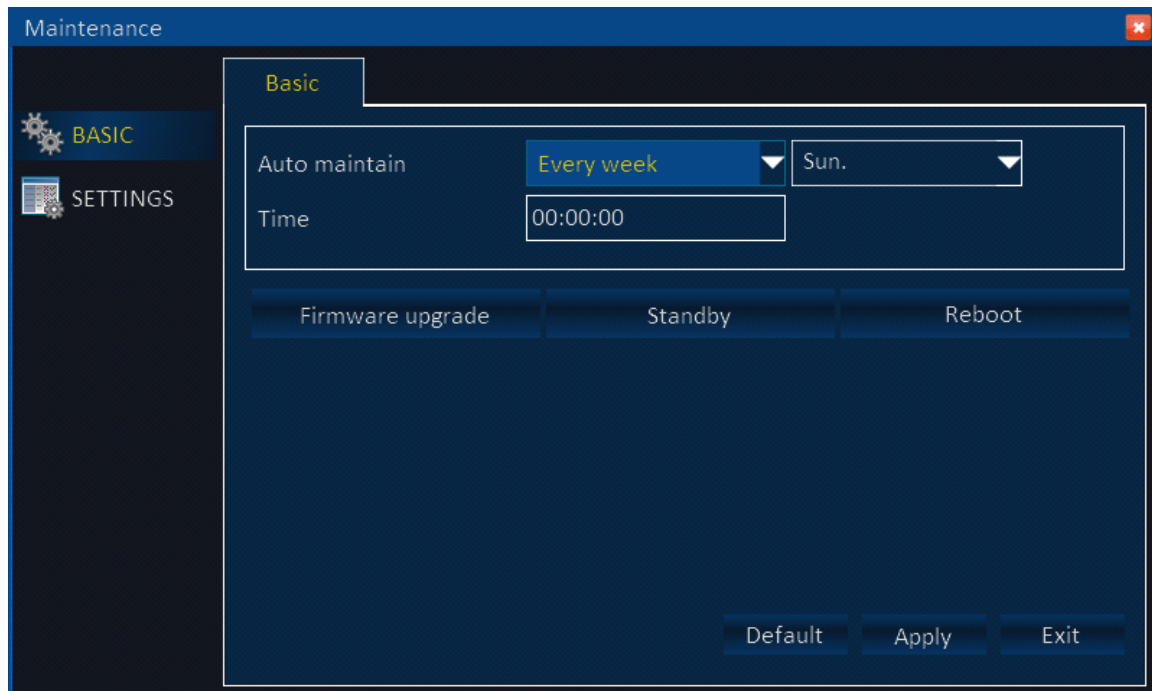 Maintenance
Basic
BASIC
SETTINGS
Auto maintain Every week Sun.
Time 00:00:00
Firmware upgrade Standby Reboot
Default Apply Exit